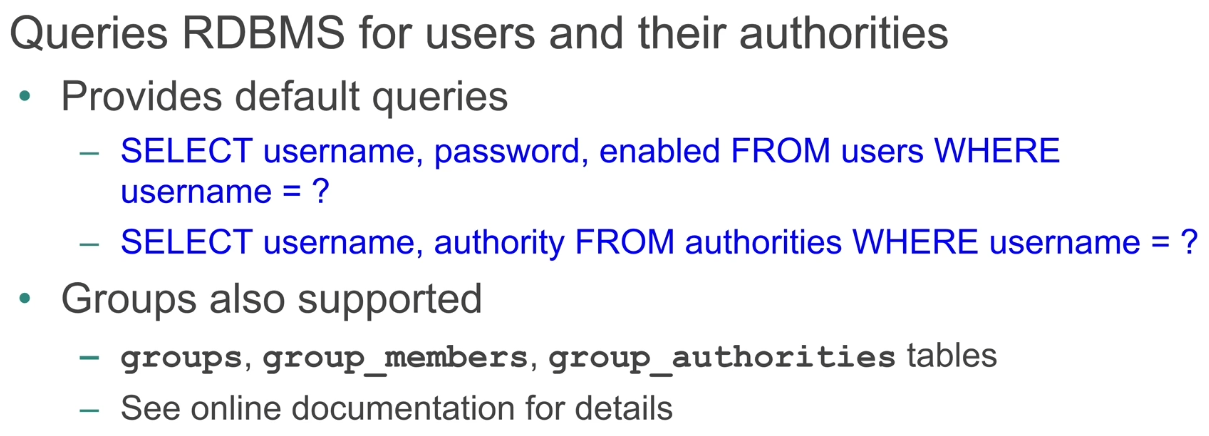 Queries RDBMS for users and their authorities
• Provides default queries
– SELECT username, password, enabled FROM users WHERE
username = ?
– SELECT username, authority FROM authorities WHERE username = ?
• Groups also supported
– groups, group_members, group_authorities tables
– See online documentation for details